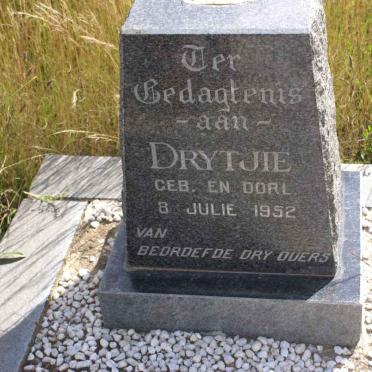 Ter
Gedagtenis
-aan-
DRYTJIE
GEB. EN OORL.
8 JULIE 1952
VAN
BEDROEFDE DRY OUERS